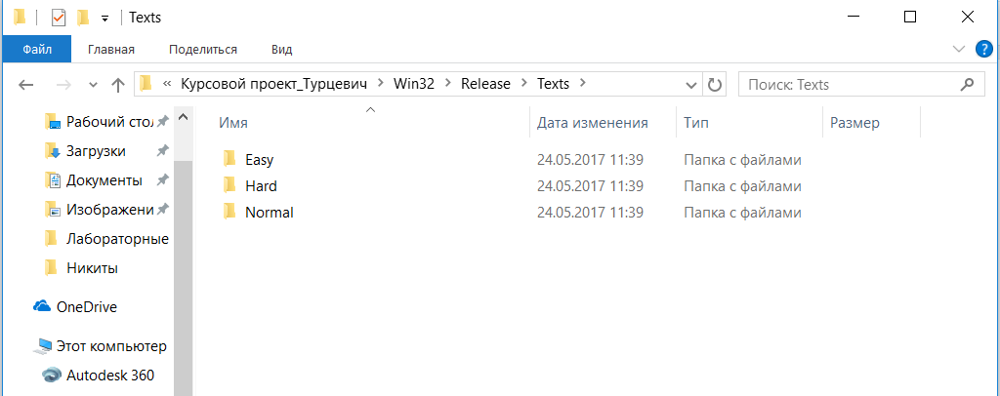 Texts
Файл Главная Поделиться Вид
« Курсовой проект_Турцевич > Win32 > Release > Texts > Поиск: Texts
Имя Дата изменения Тип Размер
Рабочий стол
Загрузки
Документы
Изображени
Лабораторные
Никиты
OneDrive
Этот компьютер
Autodesk 360
Easy 24.05.2017 11:39 Папка с файлами
Hard 24.05.2017 11:39 Папка с файлами
Normal 24.05.2017 11:39 Папка с файлами